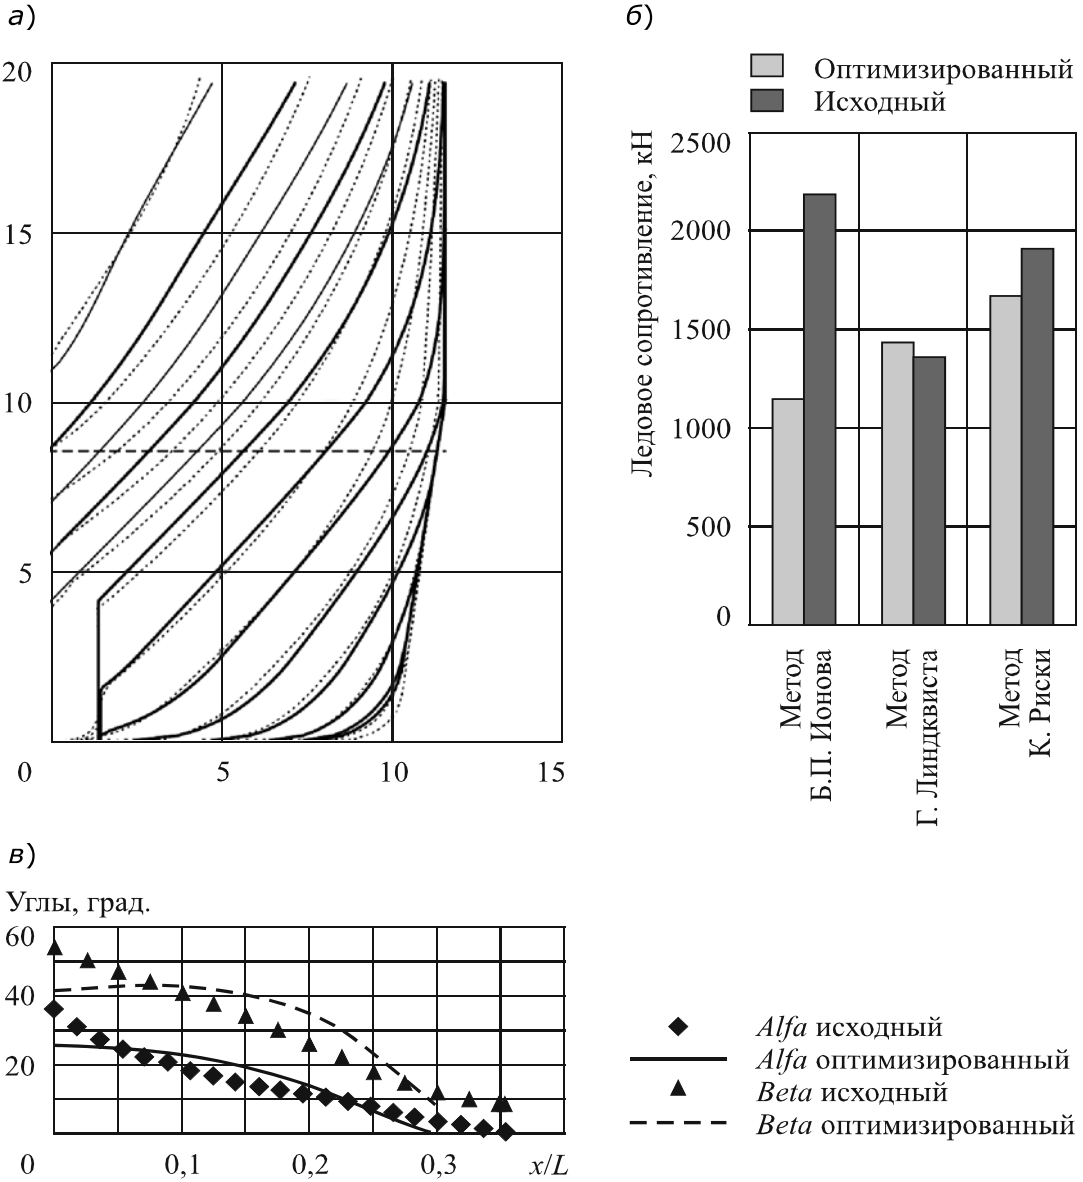 а)
20
15
10
5
0
5
10
15
б)
Оптимизированный
Исходный
Ледовое сопротивление, кН
2500
2000
1500
1000
500
0
Метод
Б.П. Ионова
Метод
Г. Линдквиста
Метод
К. Риски
в)
Углы, град.
60
40
20
0
0,1
0,2
0,3
x/L
Alfa исходный
Alfa оптимизированный
Beta исходный
Beta оптимизированный